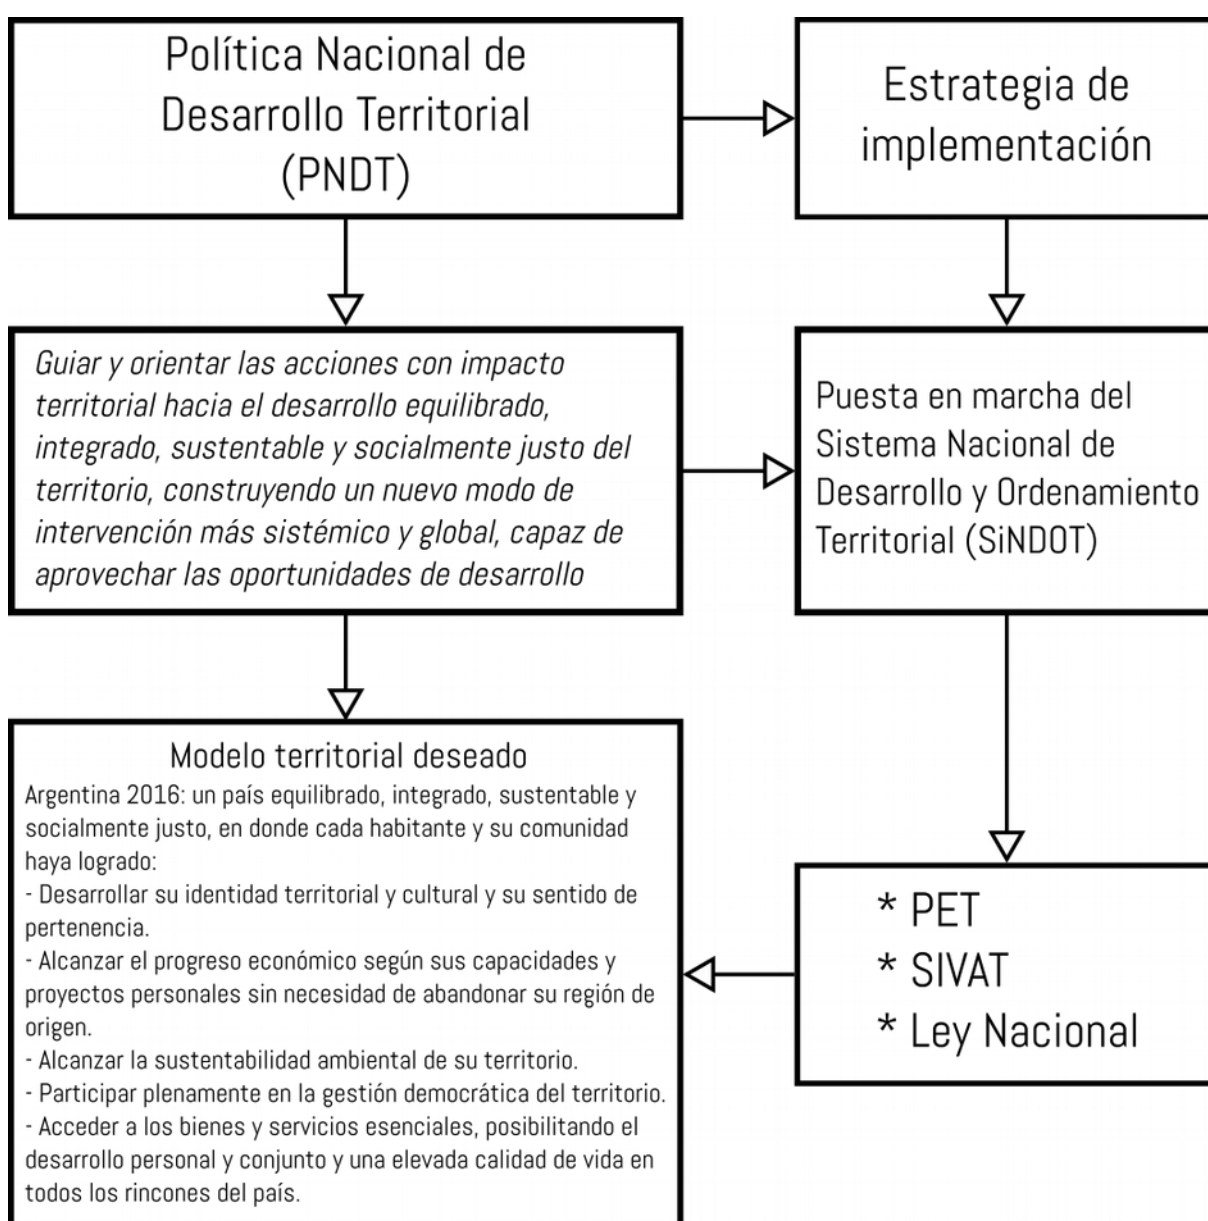 Política Nacional de
Desarrollo Territorial
(PNDT)
Estrategia de
implementación
Guiar y orientar las acciones con impacto
territorial hacia el desarrollo equilibrado,
integrado, sustentable y socialmente justo del
territorio, construyendo un nuevo modo de
intervención más sistémico y global, capaz de
aprovechar las oportunidades de desarrollo
Puesta en marcha del
Sistema Nacional de
Desarrollo y Ordenamiento
Territorial (SiNDOT)
Modelo territorial deseado
Argentina 2016: un país equilibrado, integrado, sustentable y
socialmente justo, en donde cada habitante y su comunidad
haya logrado:
- Desarrollar su identidad territorial y cultural y su sentido de
pertenencia.
- Alcanzar el progreso económico según sus capacidades y
proyectos personales sin necesidad de abandonar su región de
origen.
- Alcanzar la sustentabilidad ambiental de su territorio.
- Participar plenamente en la gestión democrática del territorio.
- Acceder a los bienes y servicios esenciales, posibilitando el
desarrollo personal y conjunto y una elevada calidad de vida en
todos los rincones del país.
* PET
* SIVAT
* Ley Nacional